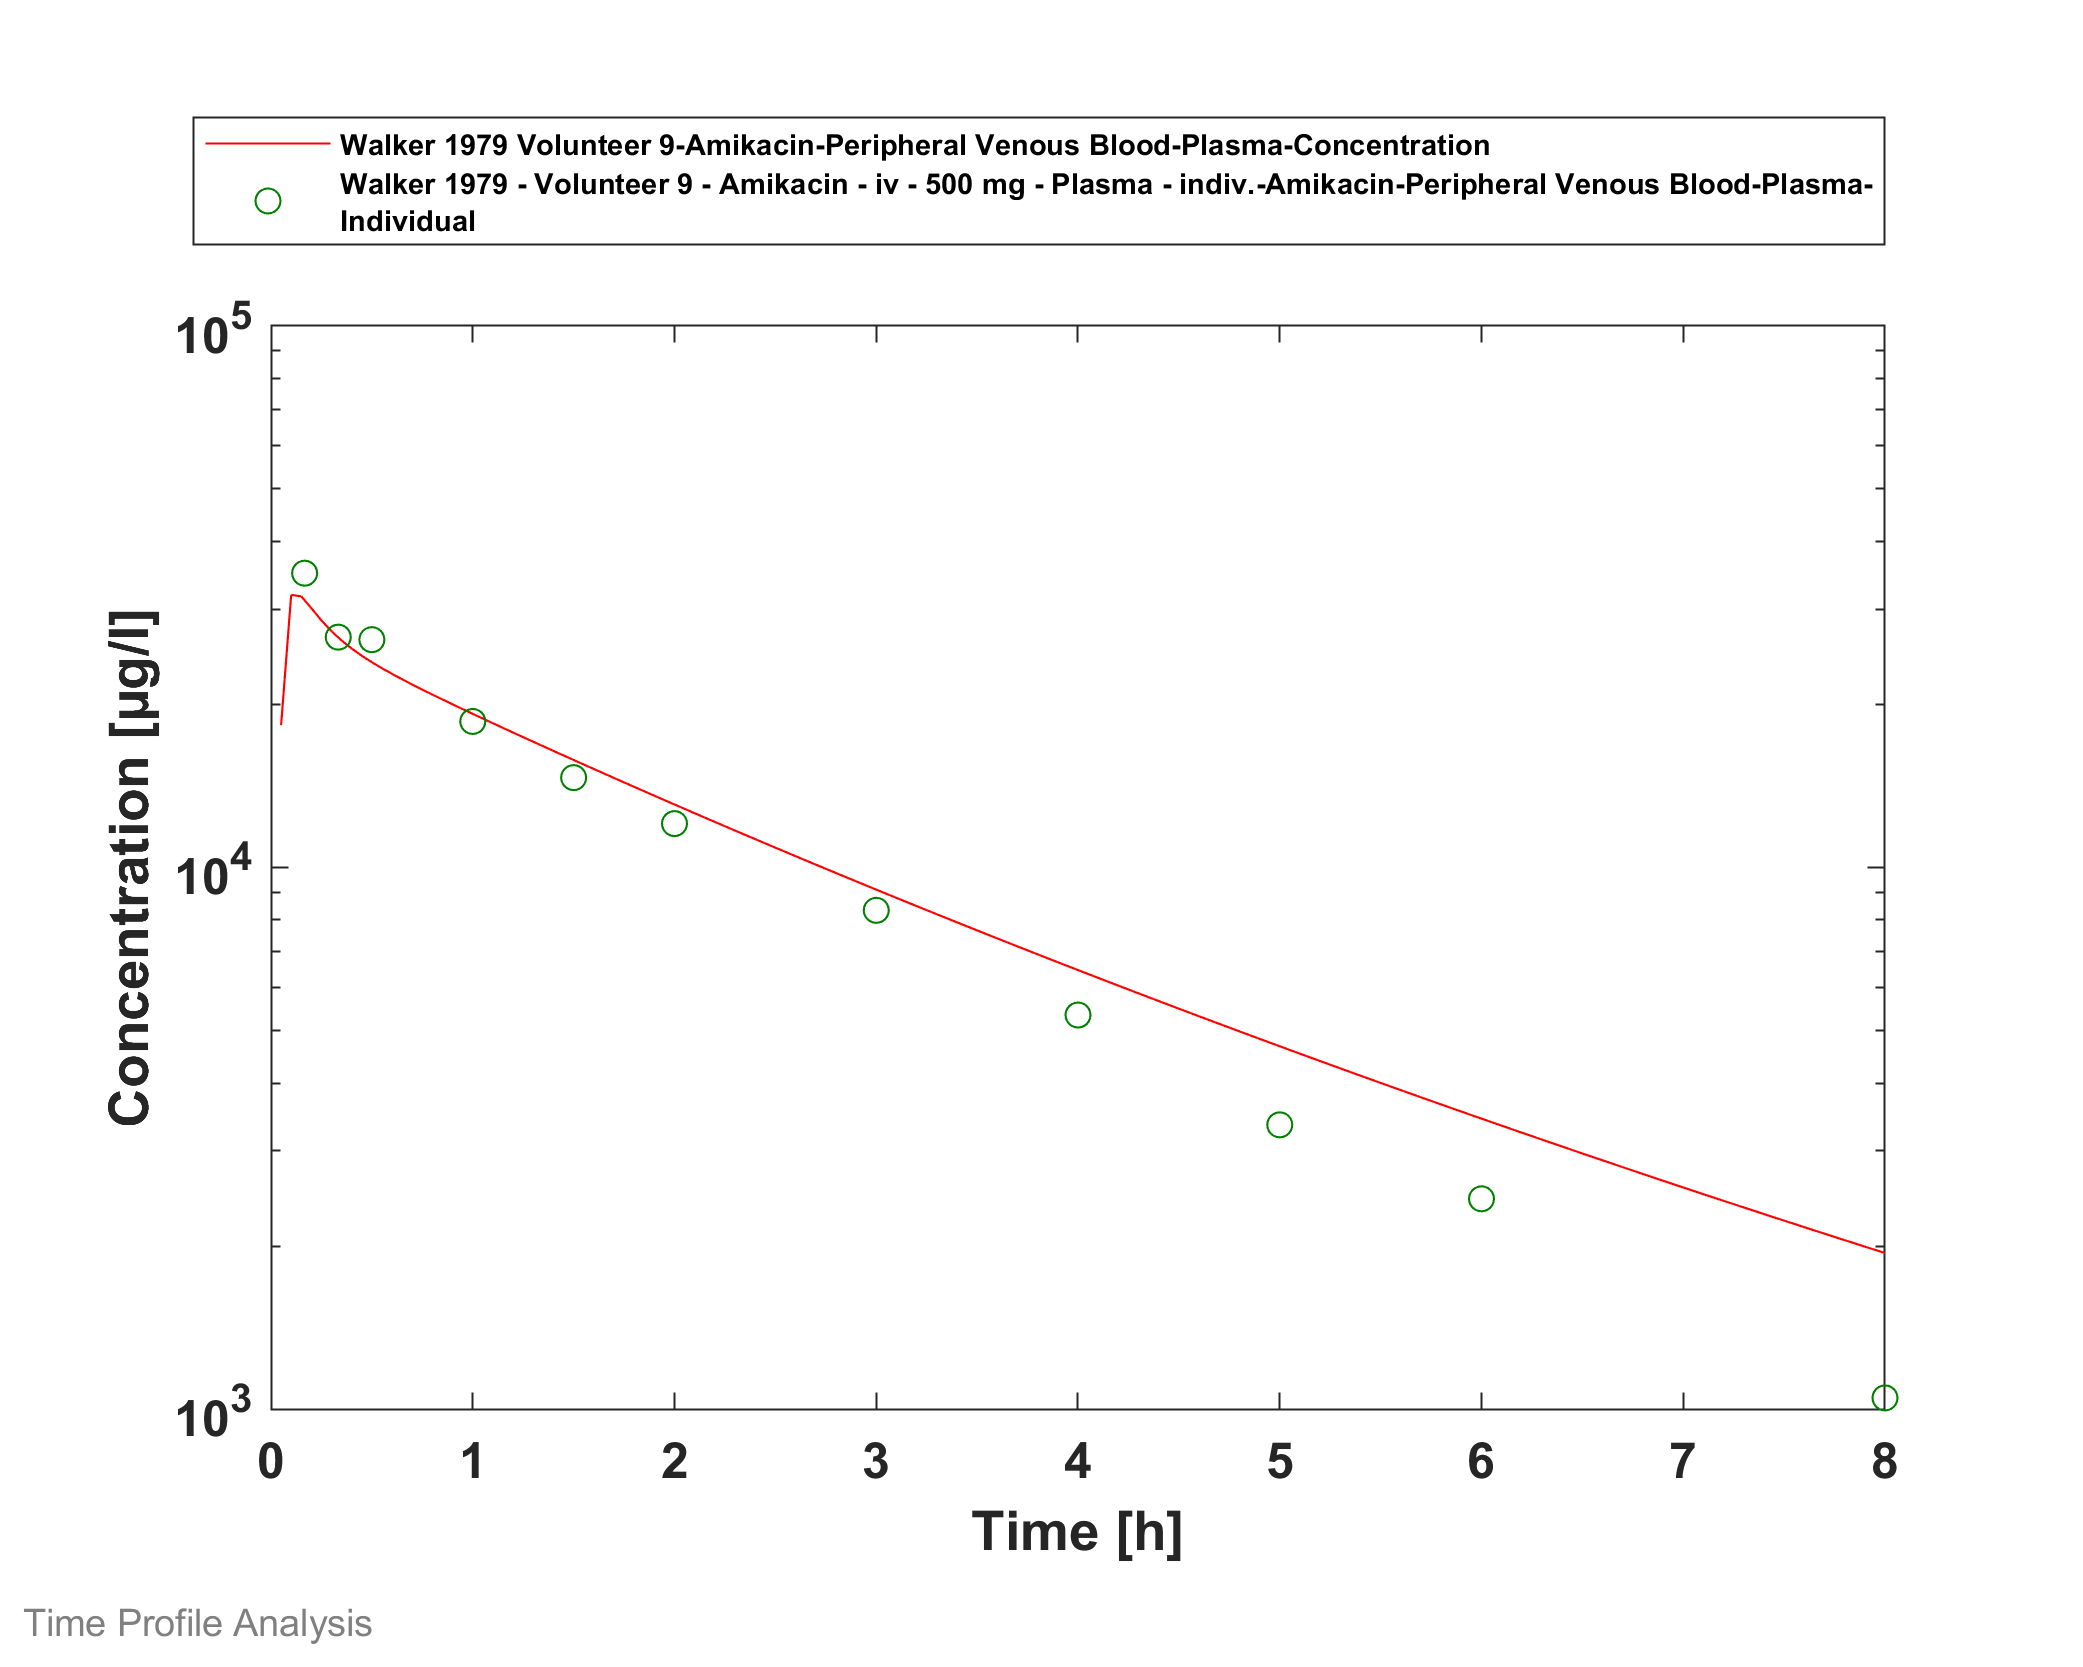 Walker 1979 Volunteer 9-Amikacin-Peripheral Venous Blood-Plasma-Concentration
Walker 1979 - Volunteer 9 - Amikacin - iv - 500 mg - Plasma - indiv.-Amikacin-Peripheral Venous Blood-Plasma-
Individual
10^5
10^4
10^3
Concentration [µg/l]
0 1 2 3 4 5 6 7 8
Time [h]
Time Profile Analysis